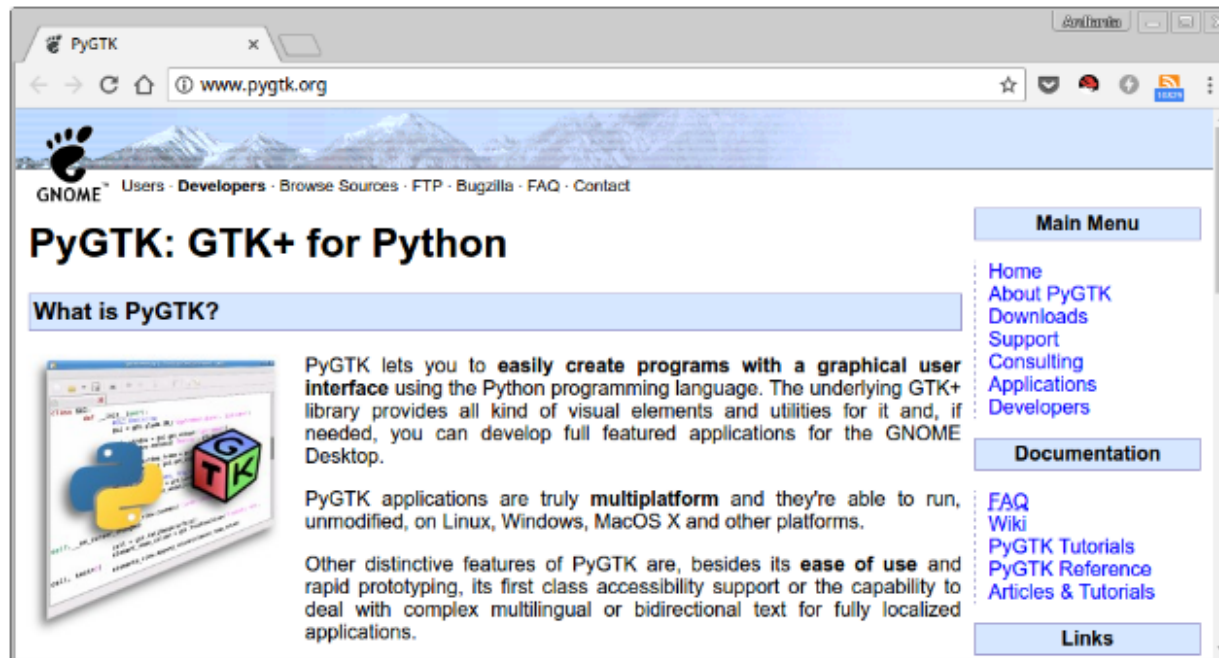 PyGTK
www.pygtk.org
10829
GNOME™
Users · Developers · Browse Sources · FTP · Bugzilla · FAQ · Contact
PyGTK: GTK+ for Python
What is PyGTK?
GTK
PyGTK lets you to easily create programs with a graphical user
interface using the Python programming language. The underlying GTK+
library provides all kind of visual elements and utilities for it and, if
needed, you can develop full featured applications for the GNOME
Desktop.
PyGTK applications are truly multiplatform and they're able to run,
unmodified, on Linux, Windows, MacOS X and other platforms.
Other distinctive features of PyGTK are, besides its ease of use and
rapid prototyping, its first class accessibility support or the capability to
deal with complex multilingual or bidirectional text for fully localized
applications.
Main Menu
Home
About PyGTK
Downloads
Support
Consulting
Applications
Developers
Documentation
FAQ
Wiki
PyGTK Tutorials
PyGTK Reference
Articles & Tutorials
Links